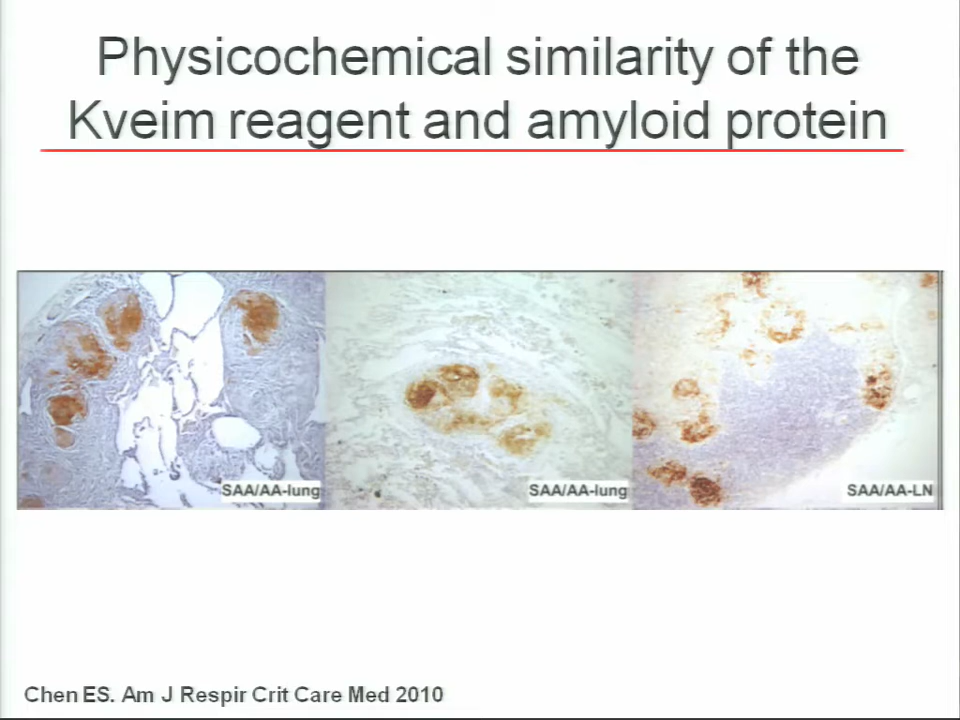 Physicochemical similarity of the
Kveim reagent and amyloid protein
SAA/AA-lung
SAA/AA-lung
SAA/AA-LN
Chen ES. Am J Respir Crit Care Med 2010